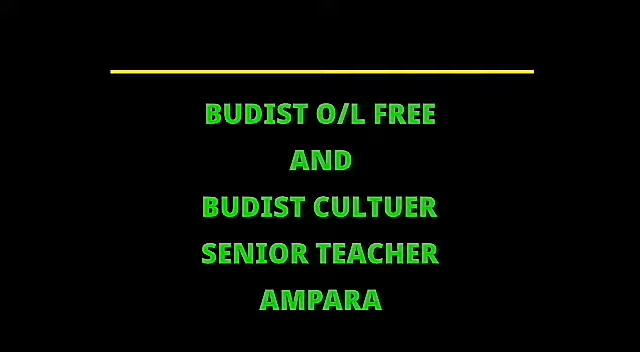 BUDIST O/L FREE
AND
BUDIST CULTUER
SENIOR TEACHER
AMPARA